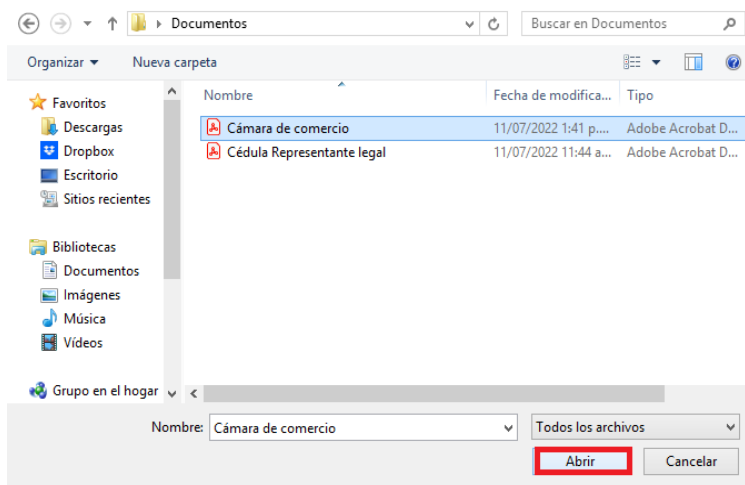 Documentos
Buscar en Documentos
Organizar
Nueva carpeta
Favoritos
Descargas
Dropbox
Escritorio
Sitios recientes
Bibliotecas
Documentos
Imágenes
Música
Vídeos
Grupo en el hogar
Nombre Fecha de modifica... Tipo
Cámara de comercio 11/07/2022 1:41 p.... Adobe Acrobat D...
Cédula Representante legal 11/07/2022 11:44 a... Adobe Acrobat D...
Nombre: Cámara de comercio Todos los archivos
Abrir Cancelar